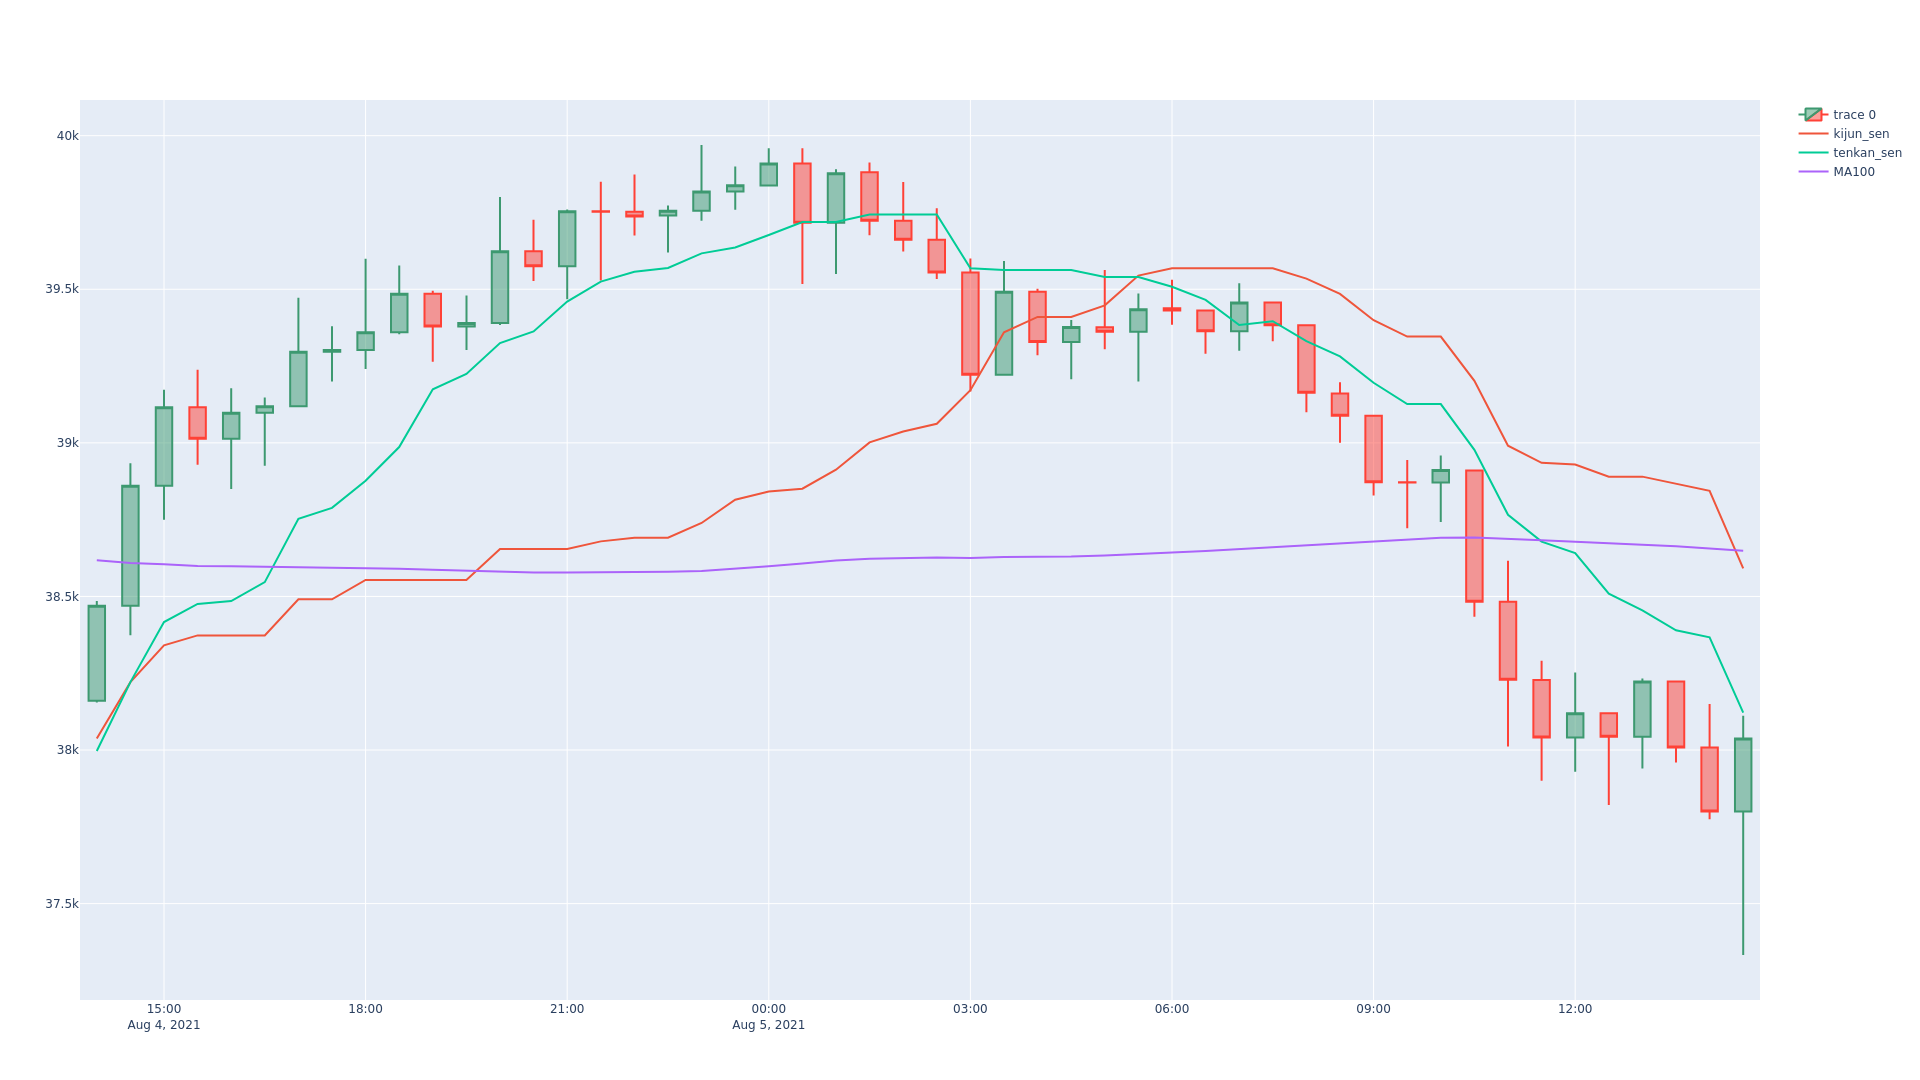 40k
39.5k
39k
38.5k
38k
37.5k
15:00
Aug 4, 2021
18:00
21:00
00:00
Aug 5, 2021
03:00
06:00
09:00
12:00
trace 0
kijun_sen
tenkan_sen
MA100